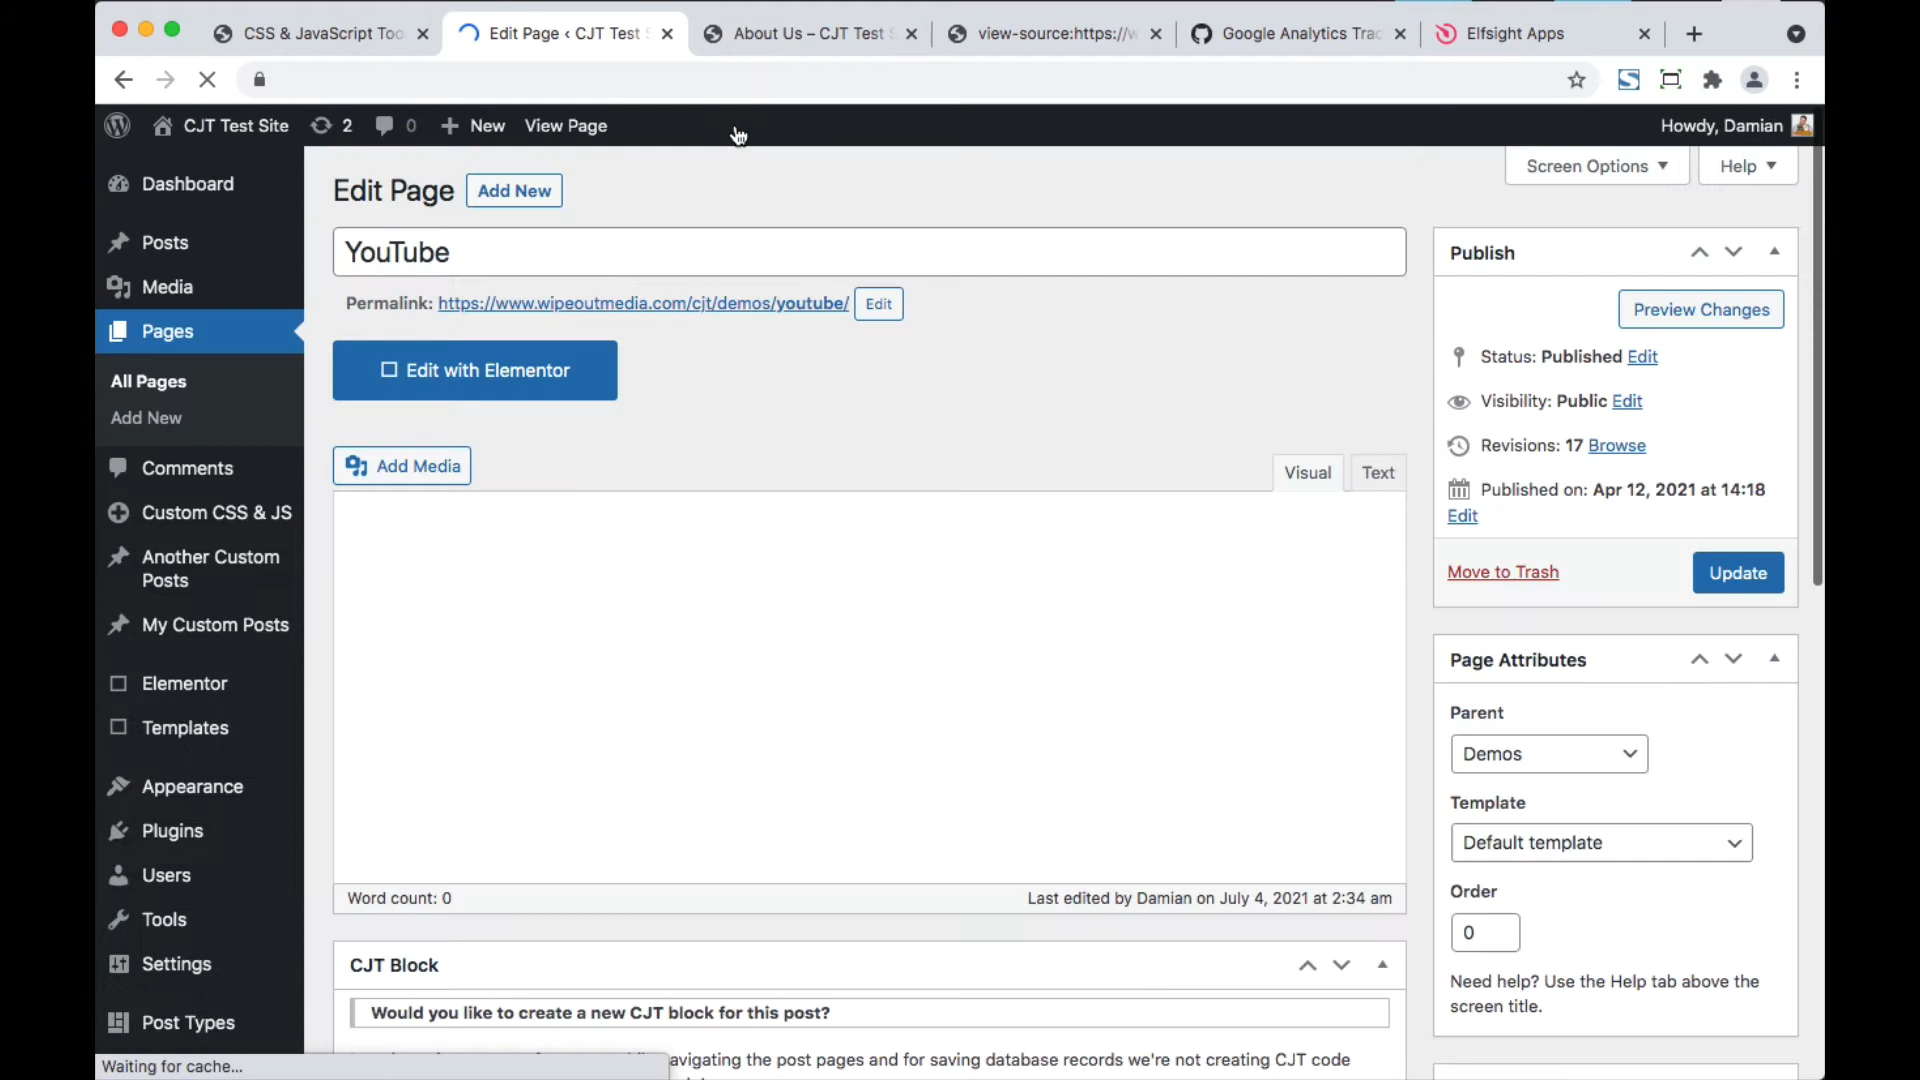 CSS & JavaScript Too
Edit Page ‹ CJT Test S
About Us – CJT Test S
view-source:https://w
Google Analytics Trac
Elfsight Apps
CJT Test Site
2
0
New
View Page
Howdy, Damian
Dashboard
Posts
Media
Pages
All Pages
Add New
Comments
Custom CSS & JS
Another Custom
Posts
My Custom Posts
Elementor
Templates
Appearance
Plugins
Users
Tools
Settings
Post Types
Waiting for cache...
Screen Options
Help
Edit Page
Add New
YouTube
Permalink: https://www.wipeoutmedia.com/cjt/demos/youtube/ Edit
Edit with Elementor
Add Media
Visual
Text
Word count: 0
Last edited by Damian on July 4, 2021 at 2:34 am
CJT Block
Would you like to create a new CJT block for this post?
avigating the post pages and for saving database records we're not creating CJT code
Publish
Preview Changes
Status: Published Edit
Visibility: Public Edit
Revisions: 17 Browse
Published on: Apr 12, 2021 at 14:18
Edit
Move to Trash
Update
Page Attributes
Parent
Demos
Template
Default template
Order
0
Need help? Use the Help tab above the
screen title.